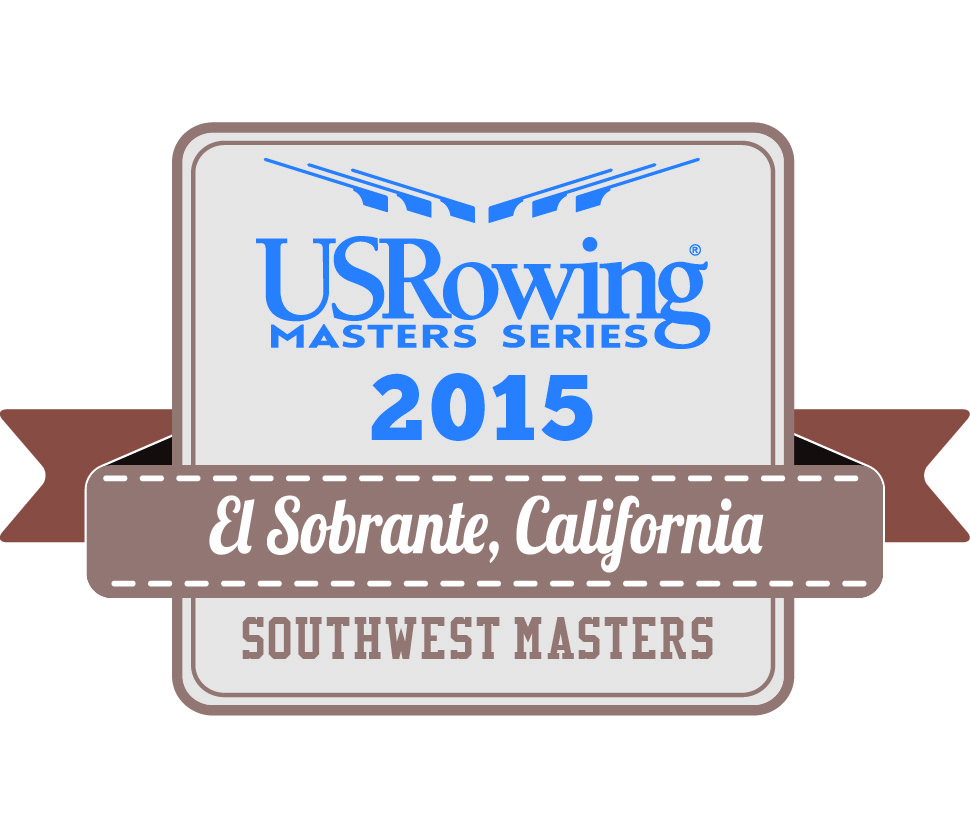 USRowing®
MASTERS SERIES
2015
El Sobrante, California
SOUTHWEST MASTERS